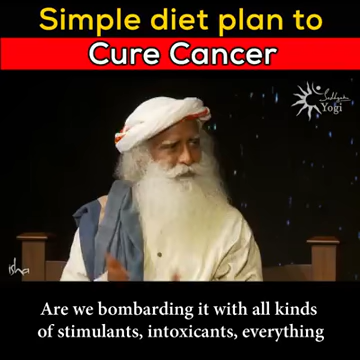 Simple diet plan to
Cure Cancer
Sadhguru
Yogi
isha
Are we bombarding it with all kinds
of stimulants, intoxicants, everything